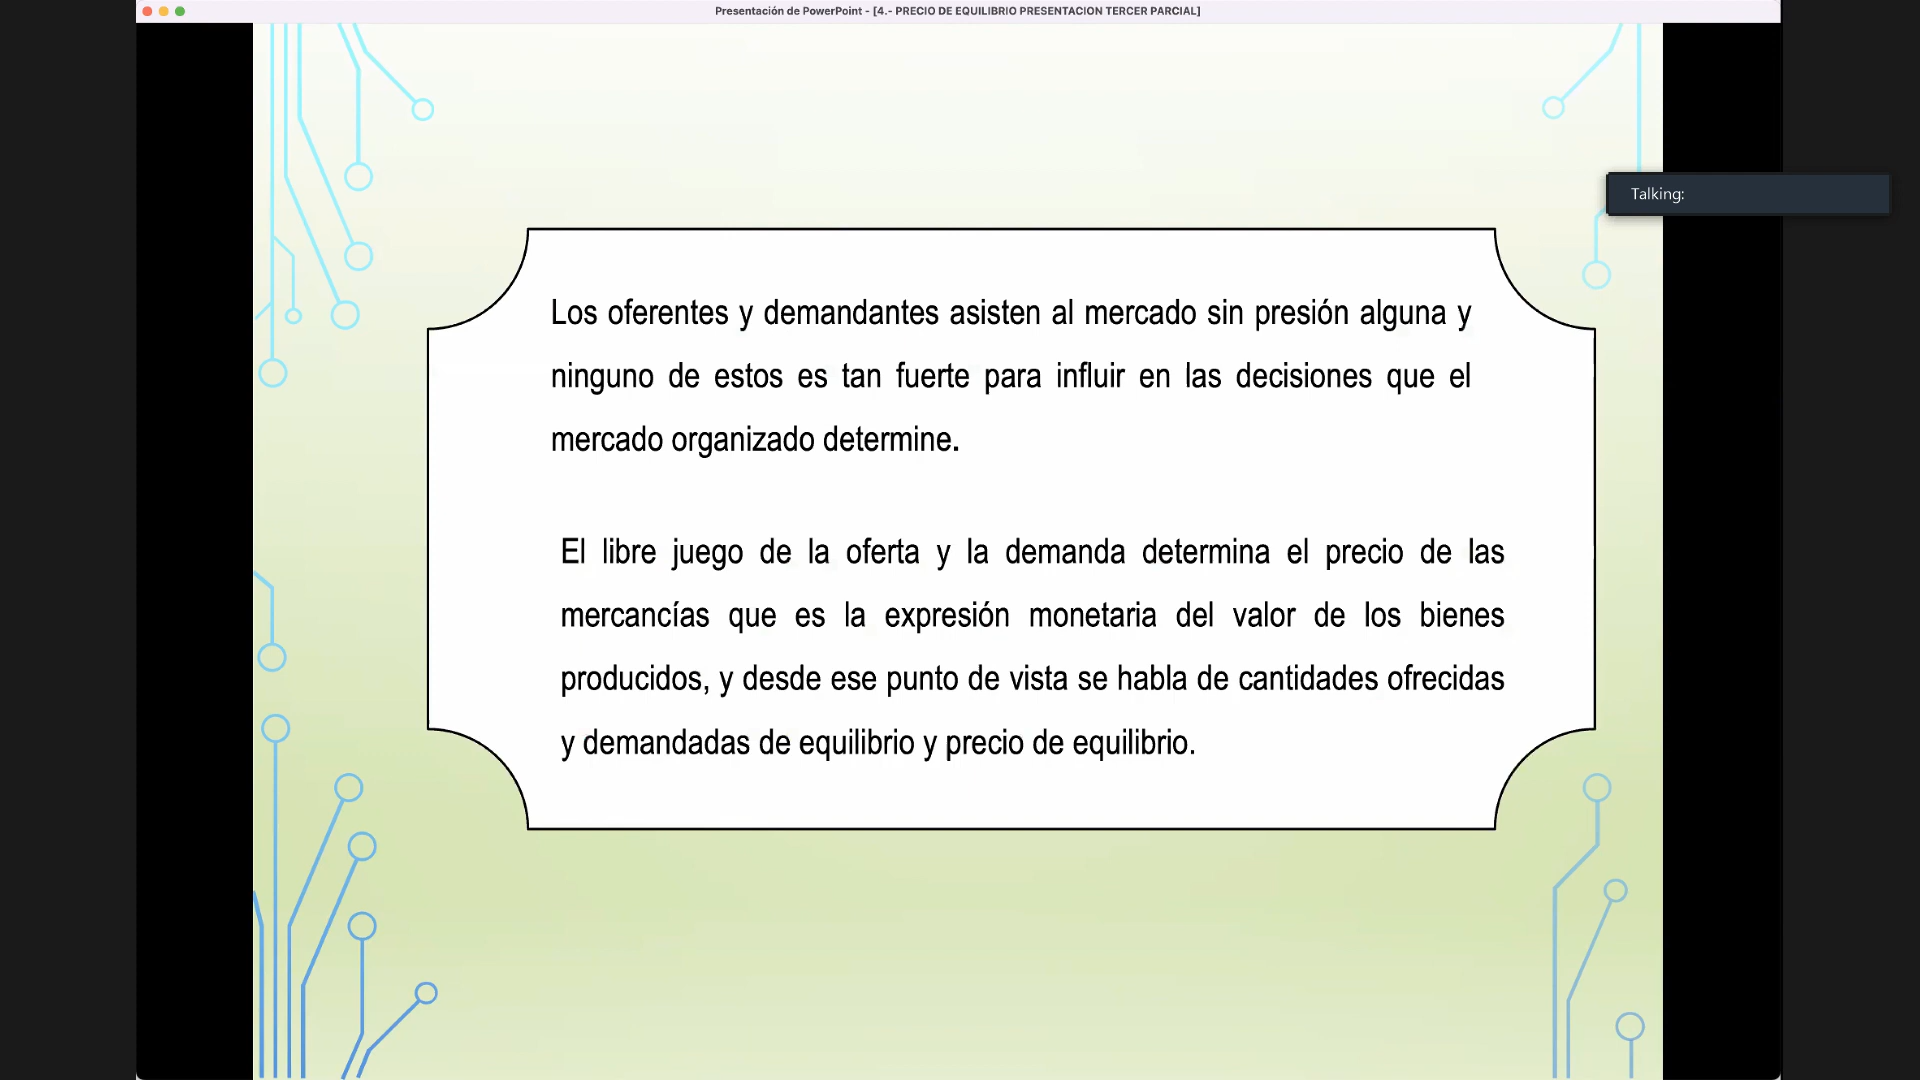 Presentación de PowerPoint - [4.- PRECIO DE EQUILIBRIO PRESENTACION TERCER PARCIAL]
Talking:
Los oferentes y demandantes asisten al mercado sin presión alguna y
ninguno de estos es tan fuerte para influir en las decisiones que el
mercado organizado determine.
El libre juego de la oferta y la demanda determina el precio de las
mercancías que es la expresión monetaria del valor de los bienes
producidos, y desde ese punto de vista se habla de cantidades ofrecidas
y demandadas de equilibrio y precio de equilibrio.